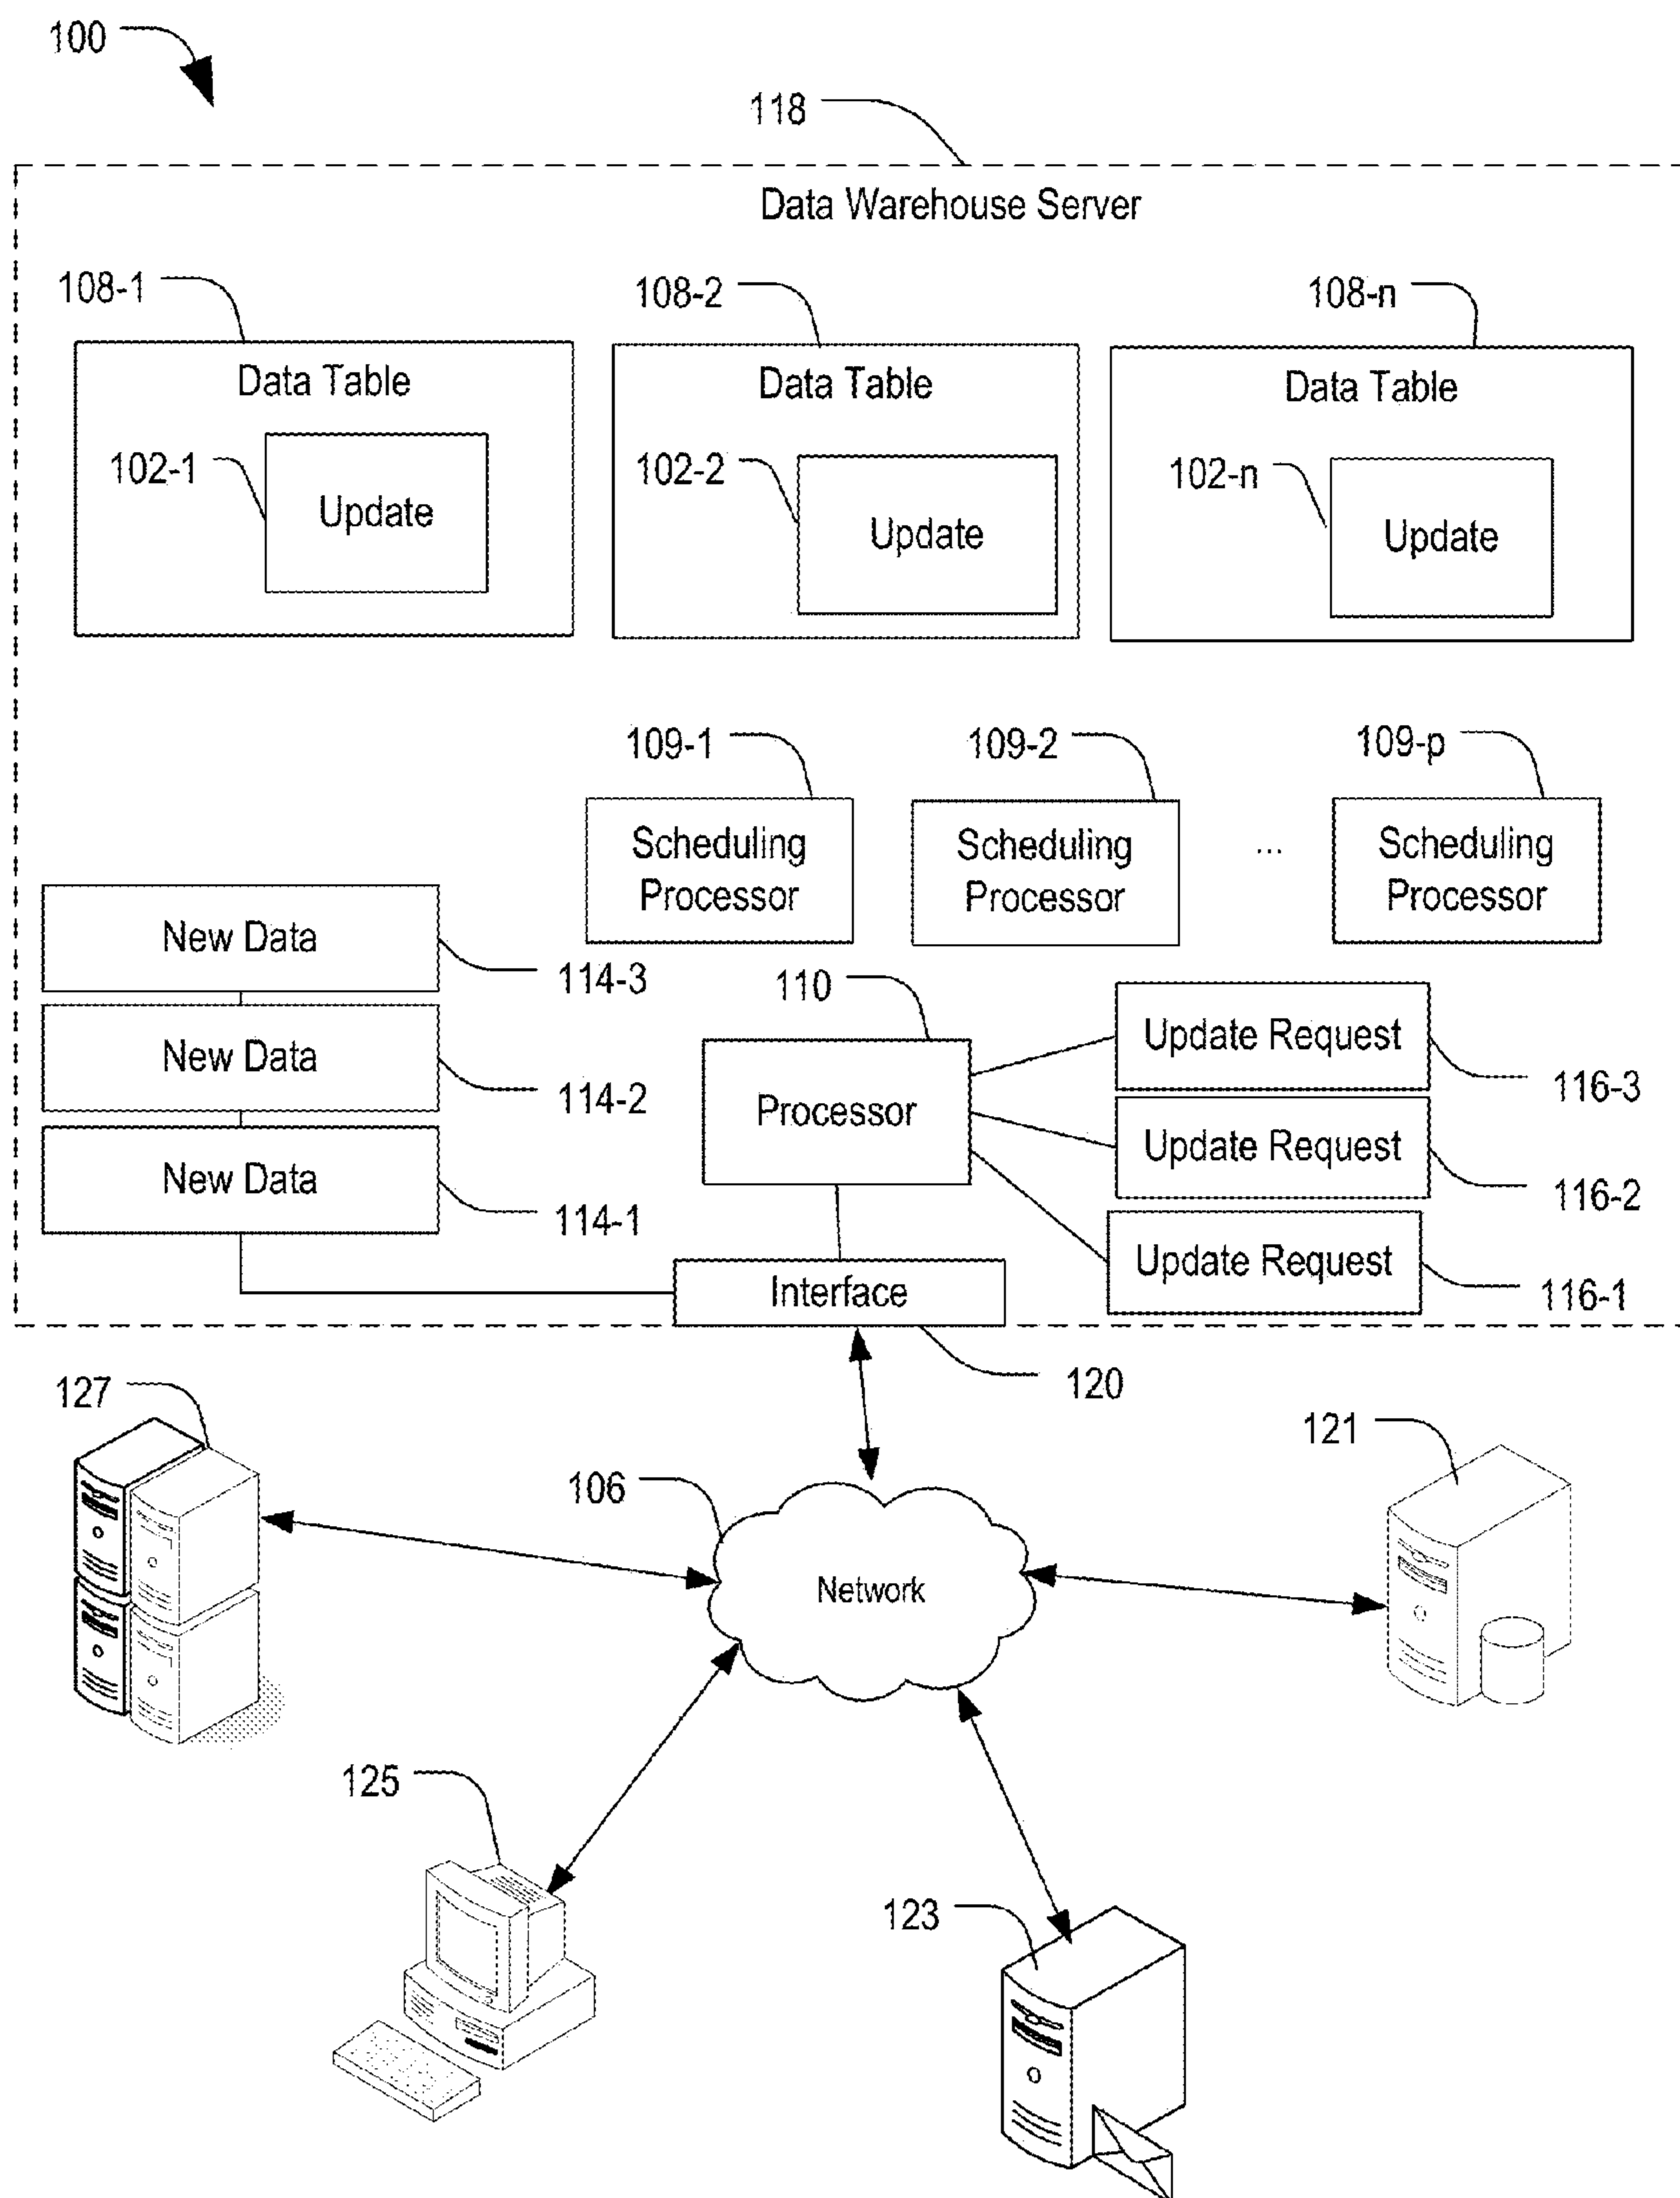 100
118
Data Warehouse Server
108-1
108-2
108-n
Data Table
Data Table
Data Table
102-1
102-2
102-n
Update
Update
Update
109-1
109-2
109-p
Scheduling
Processor
Scheduling
Processor
...
Scheduling
Processor
New Data
114-3
New Data
114-2
New Data
114-1
110
Processor
Update Request
116-3
Update Request
116-2
Update Request
116-1
Interface
120
127
121
106
Network
125
123